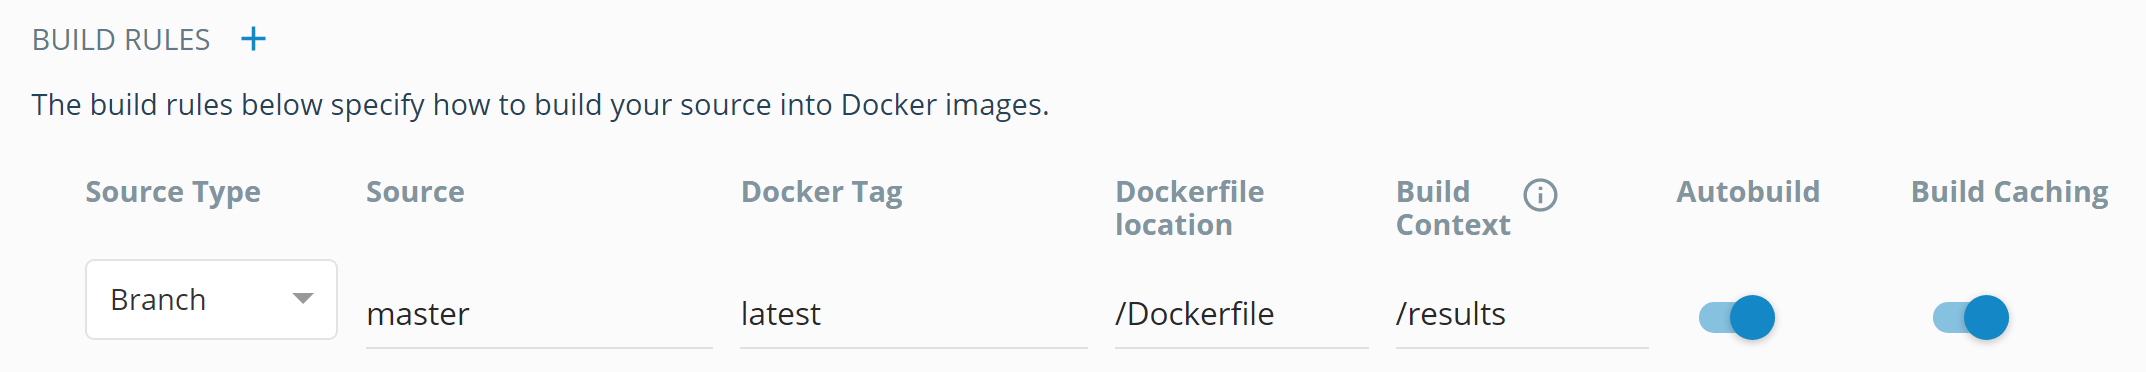 BUILD RULES +
The build rules below specify how to build your source into Docker images.
Source Type Source Docker Tag Dockerfile location Build Context Autobuild Build Caching
Branch master latest /Dockerfile /results